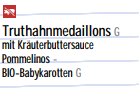 Truthahnmedaillons G
mit Kräuterbuttersauce
Pommelinos -
BIO-Babykarotten G